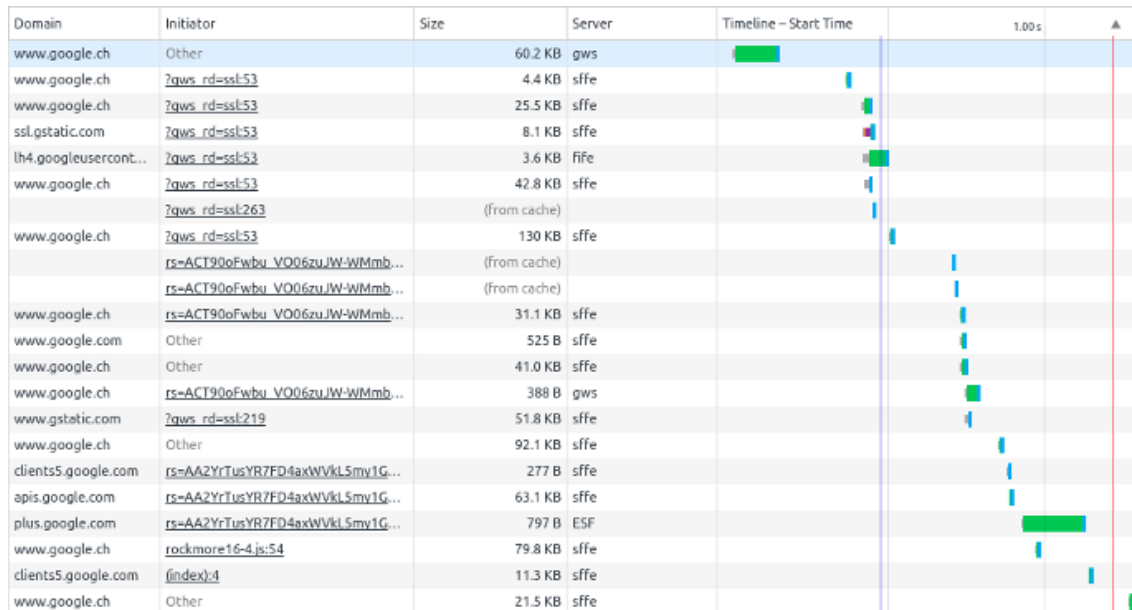 Domain Initiator Size Server Timeline – Start Time 1.00 s ▲
www.google.ch Other 60.2 KB gws
www.google.ch ?gws_rd=ssl:53 4.4 KB sffe
www.google.ch ?gws_rd=ssl:53 25.5 KB sffe
ssl.gstatic.com ?gws_rd=ssl:53 8.1 KB sffe
lh4.googleusercont... ?gws_rd=ssl:53 3.6 KB fife
www.google.ch ?gws_rd=ssl:53 42.8 KB sffe
?gws_rd=ssl:263 (from cache)
www.google.ch ?gws_rd=ssl:53 130 KB sffe
rs=ACT90oFwbu_VO06zuJW-WMmb... (from cache)
rs=ACT90oFwbu_VO06zuJW-WMmb... (from cache)
www.google.ch rs=ACT90oFwbu_VO06zuJW-WMmb... 31.1 KB sffe
www.google.com Other 525 B sffe
www.google.ch Other 41.0 KB sffe
www.google.ch rs=ACT90oFwbu_VO06zuJW-WMmb... 388 B gws
www.gstatic.com ?gws_rd=ssl:219 51.8 KB sffe
www.google.ch Other 92.1 KB sffe
clients5.google.com rs=AA2YrTusYR7FD4axWVkL5my1G... 277 B sffe
apis.google.com rs=AA2YrTusYR7FD4axWVkL5my1G... 63.1 KB sffe
plus.google.com rs=AA2YrTusYR7FD4axWVkL5my1G... 797 B ESF
www.google.ch rockmore16-4.js:54 79.8 KB sffe
clients5.google.com (index):4 11.3 KB sffe
www.google.ch Other 21.5 KB sffe